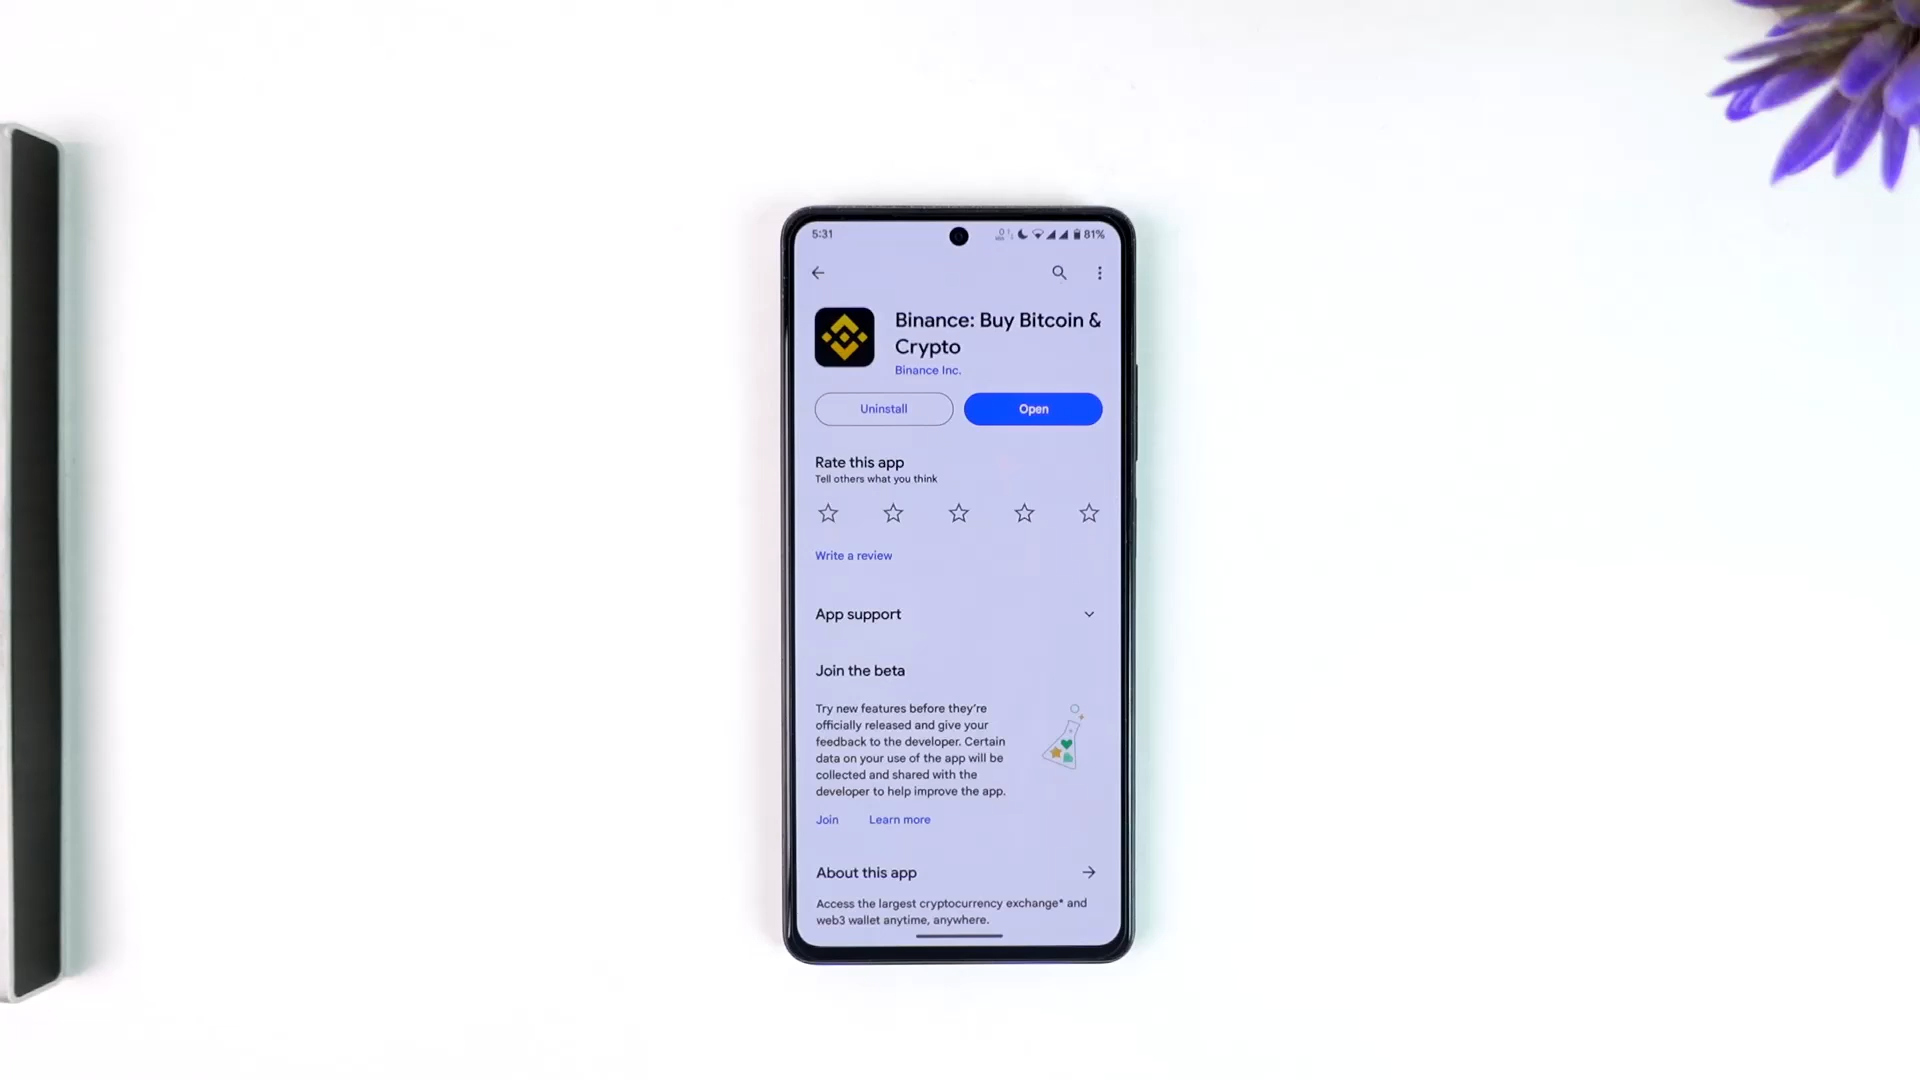 5:31
81%
Binance: Buy Bitcoin &
Crypto
Binance Inc.
Uninstall
Open
Rate this app
Tell others what you think
Write a review
App support
Join the beta
Try new features before they're
officially released and give your
feedback to the developer. Certain
data on your use of the app will be
collected and shared with the
developer to help improve the app.
Join
Learn more
About this app
Access the largest cryptocurrency exchange* and
web3 wallet anytime, anywhere.